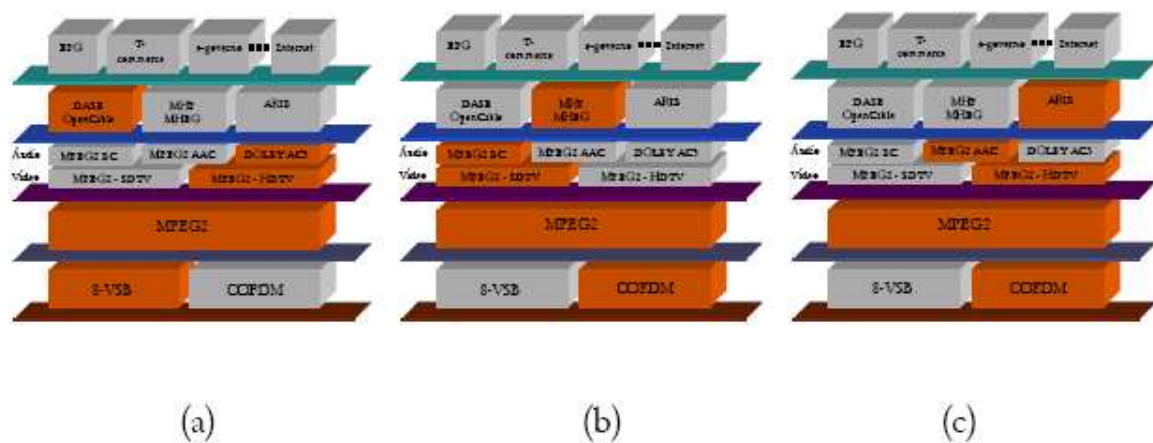 EPG T-commerce e-governo Internet
DASE OpenCable MHP MHEG ARIB
Áudio MPEG2 BC MPEG2 AAC DOLBY AC3
Vídeo MPEG2 - SDTV MPEG2 - HDTV
MPEG2
8-VSB COFDM
(a)
EPG T-commerce e-governo Internet
DASE OpenCable MHP MHEG ARIB
Áudio MPEG2 BC MPEG2 AAC DOLBY AC3
Vídeo MPEG2 - SDTV MPEG2 - HDTV
MPEG2
8-VSB COFDM
(b)
EPG T-commerce e-governo Internet
DASE OpenCable MHP MHEG ARIB
Áudio MPEG2 BC MPEG2 AAC DOLBY AC3
Vídeo MPEG2 - SDTV MPEG2 - HDTV
MPEG2
8-VSB COFDM
(c)